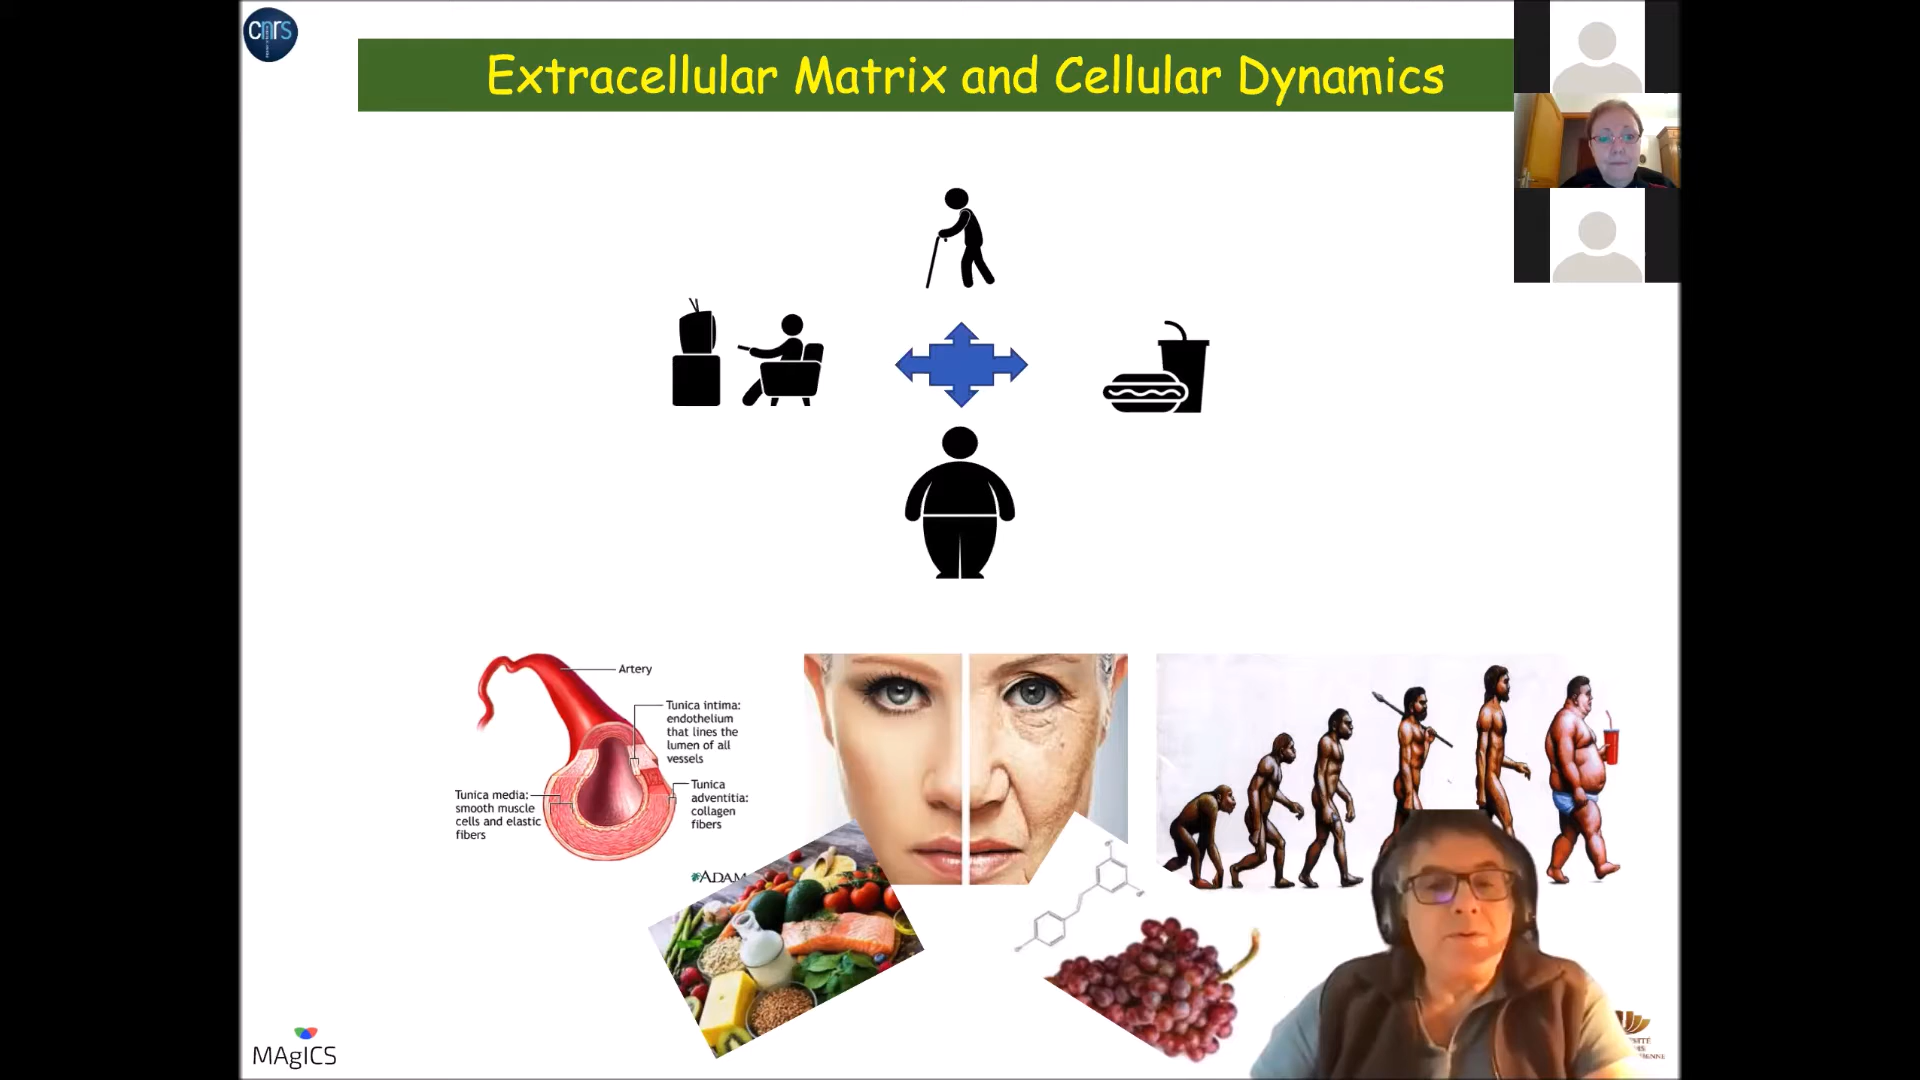 cnrs
Extracellular Matrix and Cellular Dynamics
Artery
Tunica intima:
endothelium
that lines the
lumen of all
vessels
Tunica media:
smooth muscle
cells and elastic
fibers
Tunica
adventitia:
collagen
fibers
ADAM
MAgICS